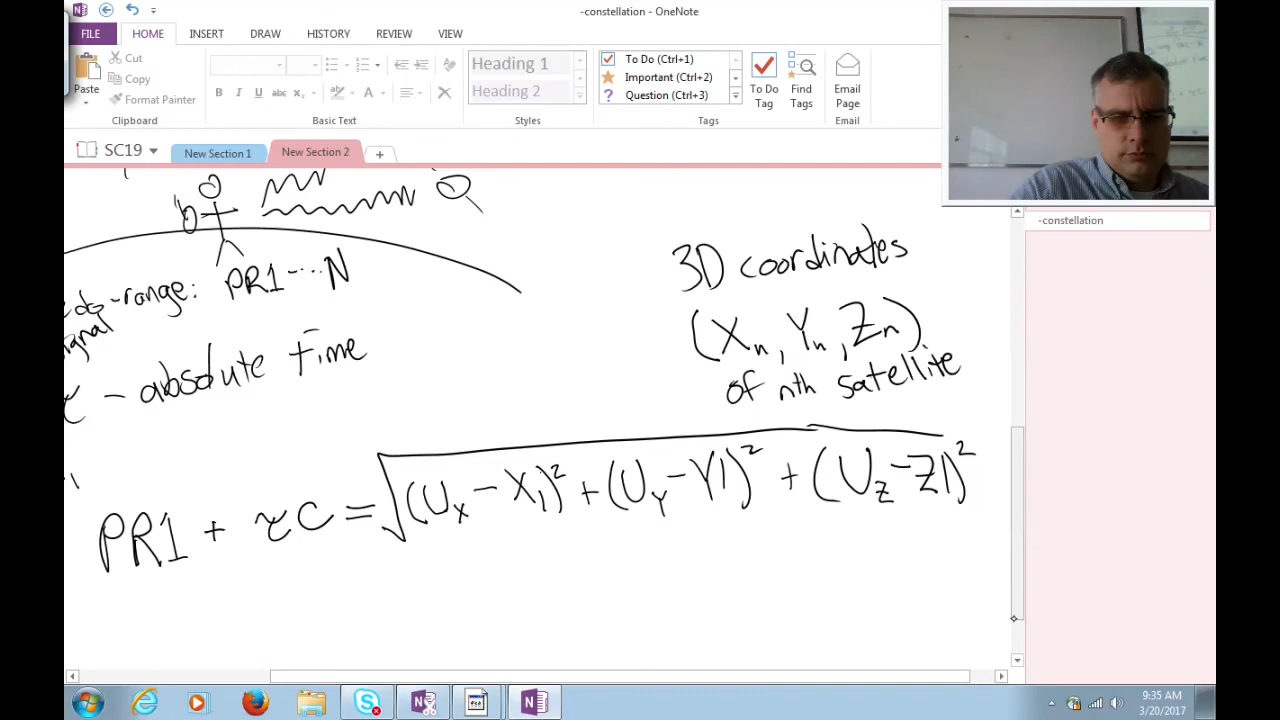 -constellation - OneNote
FILE HOME INSERT DRAW HISTORY REVIEW VIEW
Paste
Cut
Copy
Format Painter
Clipboard
B I U abc
Basic Text
Heading 1
Heading 2
Styles
To Do (Ctrl+1)
Important (Ctrl+2)
Question (Ctrl+3)
Tags
To Do Tag
Find Tags
Email Page
Email
SC19 New Section 1 New Section 2 +
-constellation
3D coordinates
(Xn, Yn, Zn)
of nth satellite
-range: PR1---N
τ - absolute time
PR1 + τC = √(Ux - X1)² + (Uy - Y1)² + (Uz - Z1)²
9:35 AM
3/20/2017